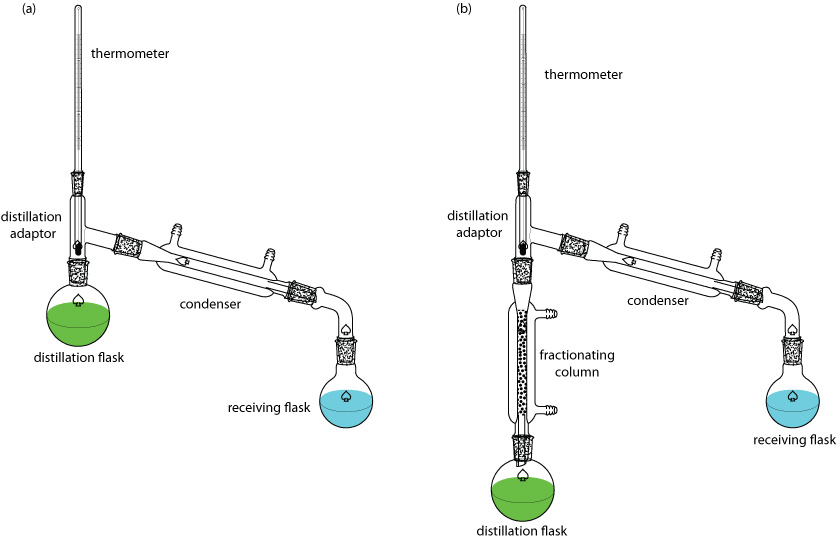 (a)
thermometer
distillation
adaptor
condenser
distillation flask
receiving flask
(b)
thermometer
distillation
adaptor
condenser
fractionating
column
receiving flask
distillation flask